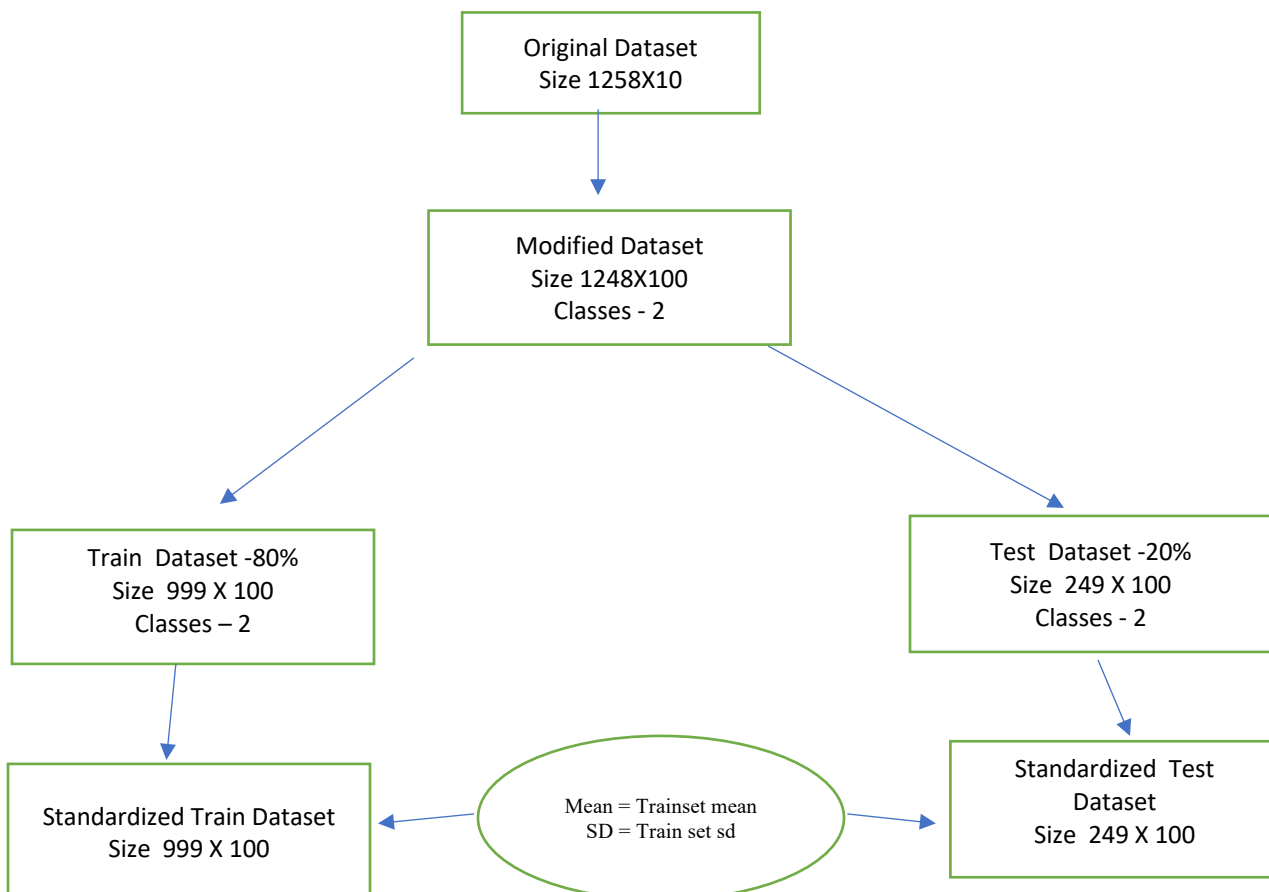 Original Dataset
Size 1258X10
Modified Dataset
Size 1248X100
Classes - 2
Train  Dataset -80%
Size  999 X 100
Classes – 2
Test  Dataset -20%
Size  249 X 100
Classes - 2
Standardized Train Dataset
Size  999 X 100
Mean = Trainset mean
SD = Train set sd
Standardized  Test
Dataset
Size  249 X 100